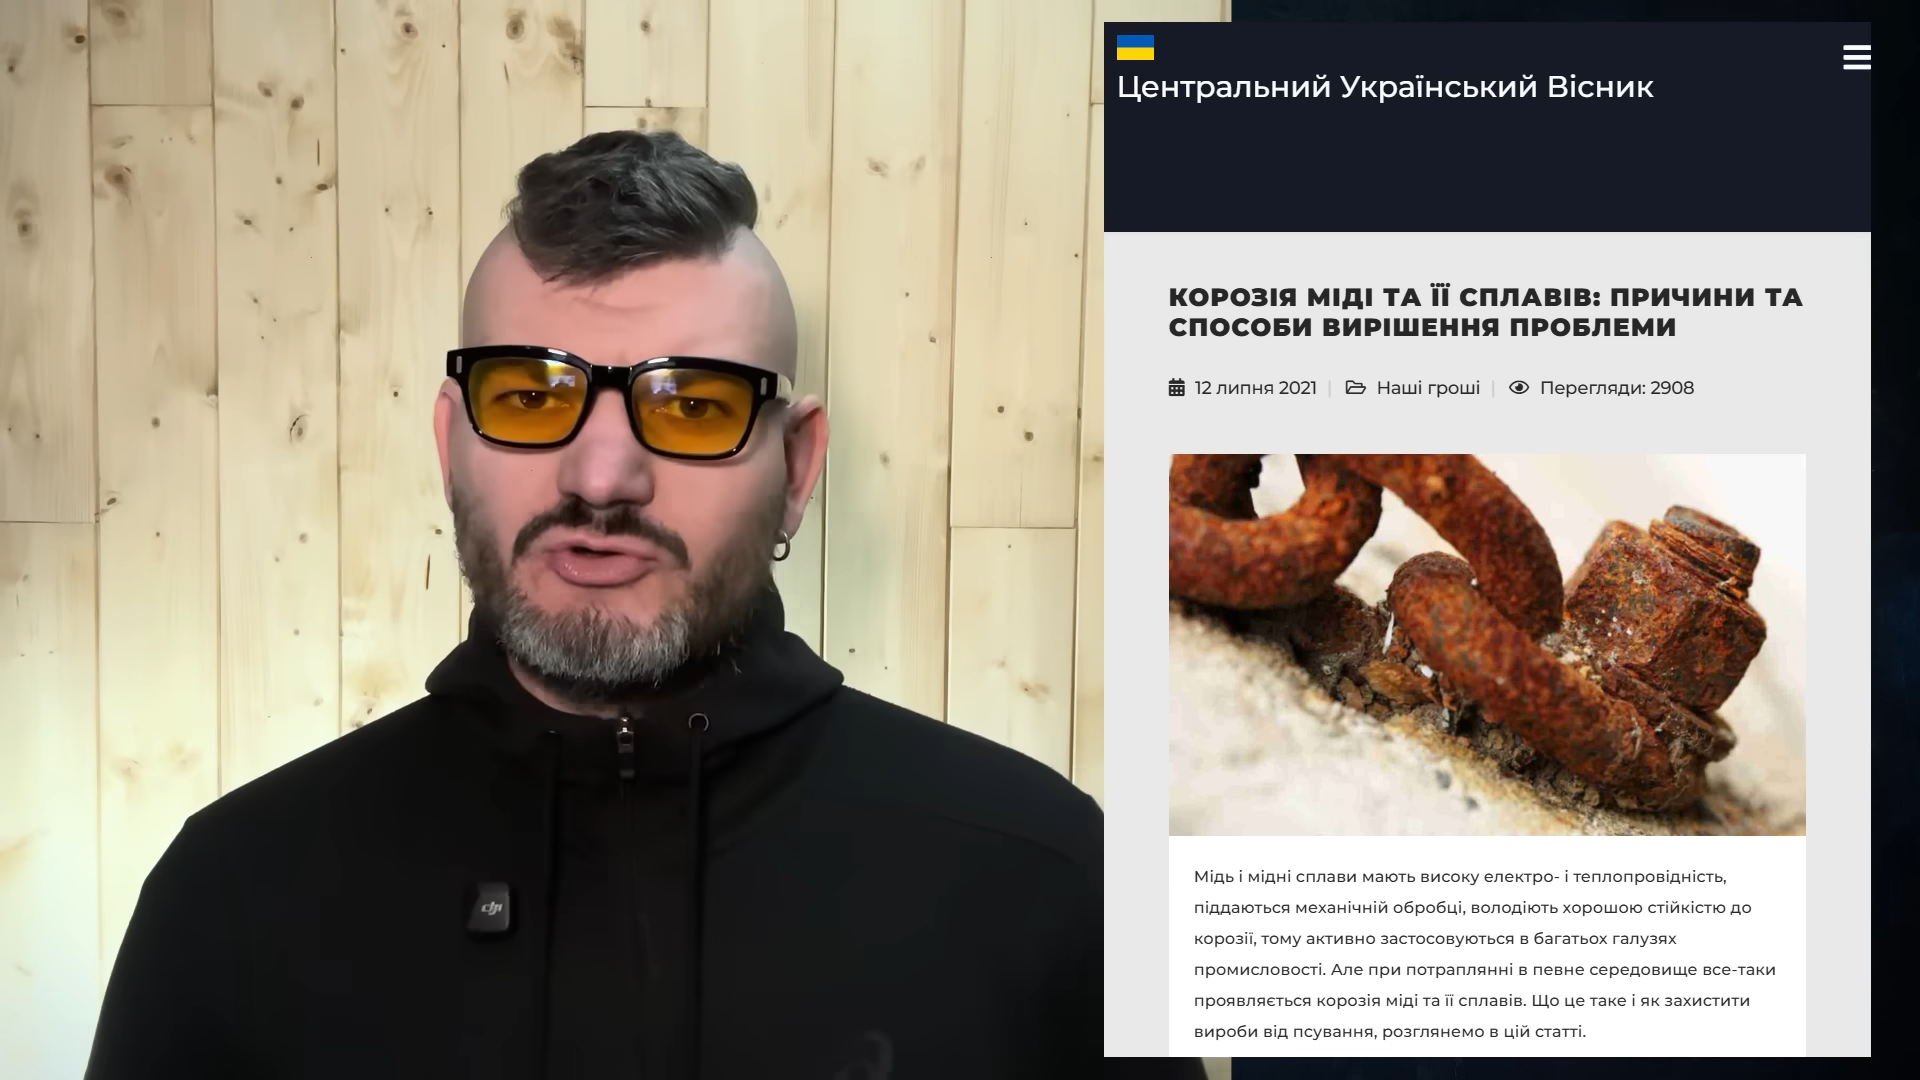 Центральний Український Вісник
КОРОЗІЯ МІДІ ТА ЇЇ СПЛАВІВ: ПРИЧИНИ ТА
СПОСОБИ ВИРІШЕННЯ ПРОБЛЕМИ
12 липня 2021 | Наші гроші | Перегляди: 2908
Мідь і мідні сплави мають високу електро- і теплопровідність,
піддаються механічній обробці, володіють хорошою стійкістю до
корозії, тому активно застосовуються в багатьох галузях
промисловості. Але при потраплянні в певне середовище все-таки
проявляється корозія міді та її сплавів. Що це таке і як захистити
вироби від псування, розглянемо в цій статті.
dji